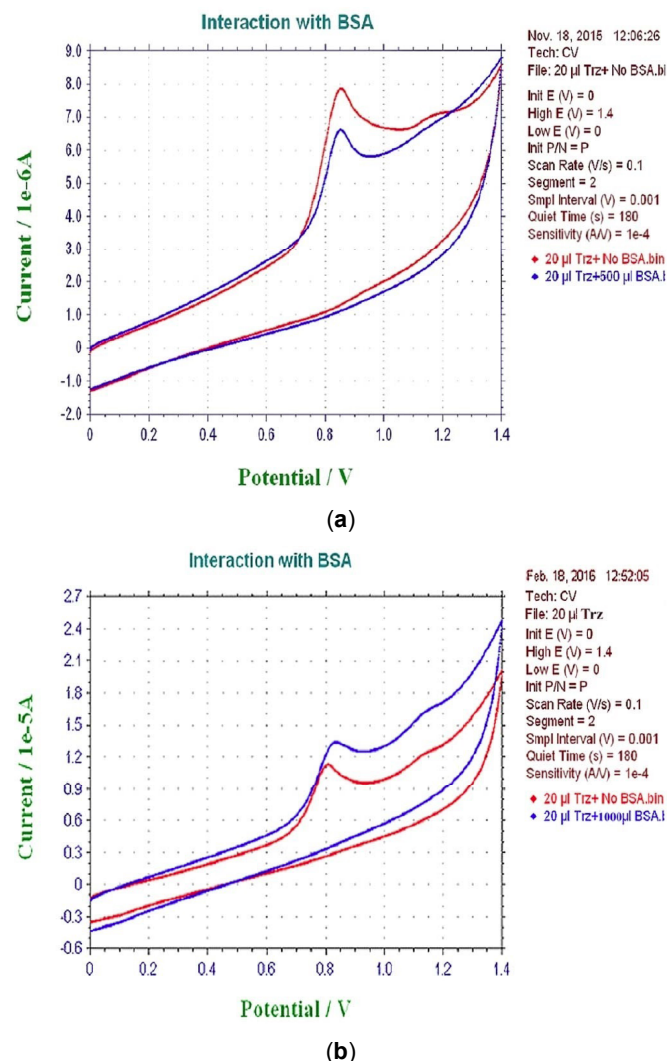 Interaction with BSA
Nov. 18, 2015 12:06:26
Tech: CV
File: 20 µl Trz+ No BSA.bin
Init E (V) = 0
High E (V) = 1.4
Low E (V) = 0
Init P/N = P
Scan Rate (V/s) = 0.1
Segment = 2
Smpl Interval (V) = 0.001
Quiet Time (s) = 180
Sensitivity (A/V) = 1e-4
20 µl Trz+ No BSA.bin
20 µl Trz+500 µl BSA.b
Current / 1e-6A
9.0
8.0
7.0
6.0
5.0
4.0
3.0
2.0
1.0
0
-1.0
-2.0
0 0.2 0.4 0.6 0.8 1.0 1.2 1.4
Potential / V
(a)
Interaction with BSA
Feb. 18, 2016 12:52:05
Tech: CV
File: 20 µl Trz
Init E (V) = 0
High E (V) = 1.4
Low E (V) = 0
Init P/N = P
Scan Rate (V/s) = 0.1
Segment = 2
Smpl Interval (V) = 0.001
Quiet Time (s) = 180
Sensitivity (A/V) = 1e-4
20 µl Trz+ No BSA.bin
20 µl Trz+1000µl BSA.b
Current / 1e-5A
2.7
2.4
2.1
1.8
1.5
1.2
0.9
0.6
0.3
0
-0.3
-0.6
0 0.2 0.4 0.6 0.8 1.0 1.2 1.4
Potential / V
(b)